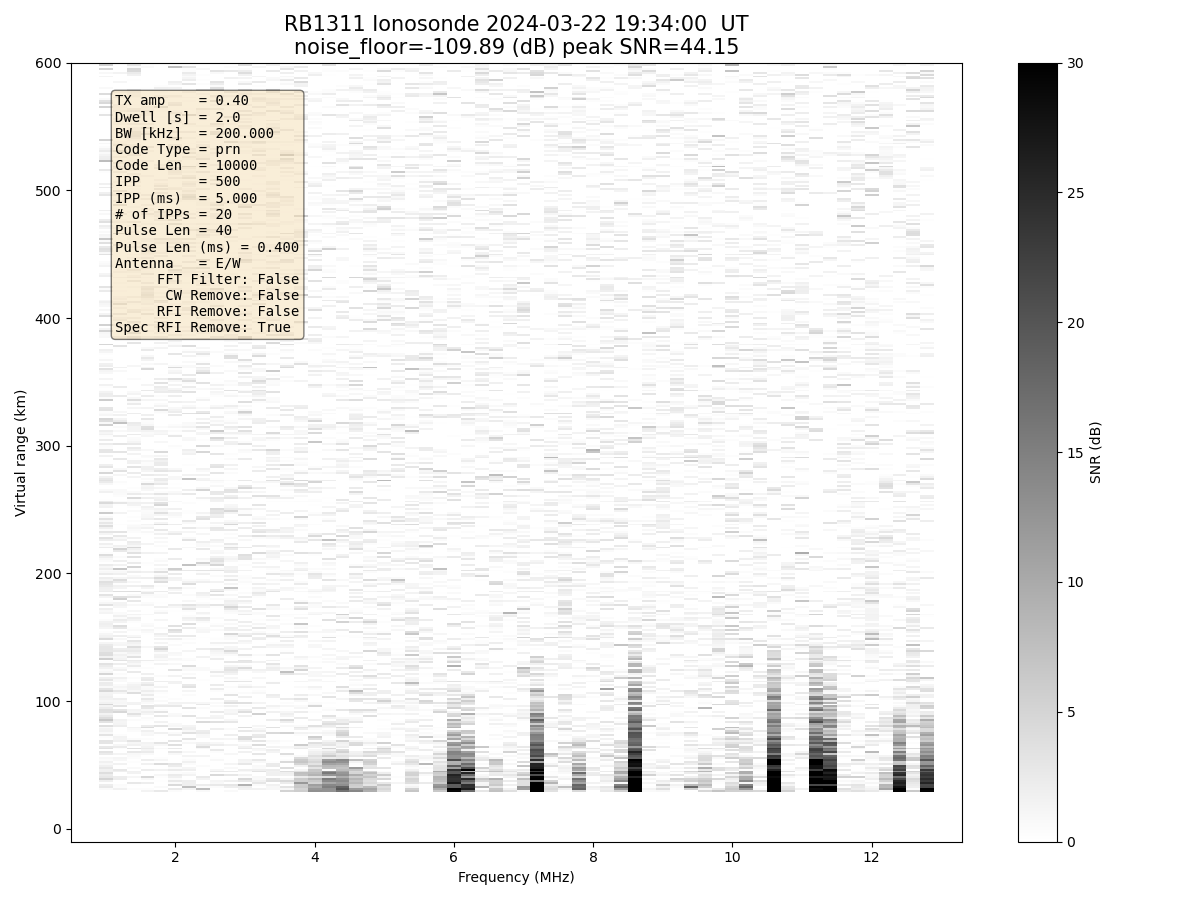 RB1311 Ionosonde 2024-03-22 19:34:00  UT
noise_floor=-109.89 (dB) peak SNR=44.15
TX amp    = 0.40
Dwell [s] = 2.0
BW [kHz]  = 200.000
Code Type = prn
Code Len  = 10000
IPP       = 500
IPP (ms)  = 5.000
# of IPPs = 20
Pulse Len = 40
Pulse Len (ms) = 0.400
Antenna   = E/W
FFT Filter: False
CW Remove: False
RFI Remove: False
Spec RFI Remove: True
600
500
400
300
200
100
0
Virtual range (km)
2 4 6 8 10 12
Frequency (MHz)
30
25
20
15
10
5
0
SNR (dB)